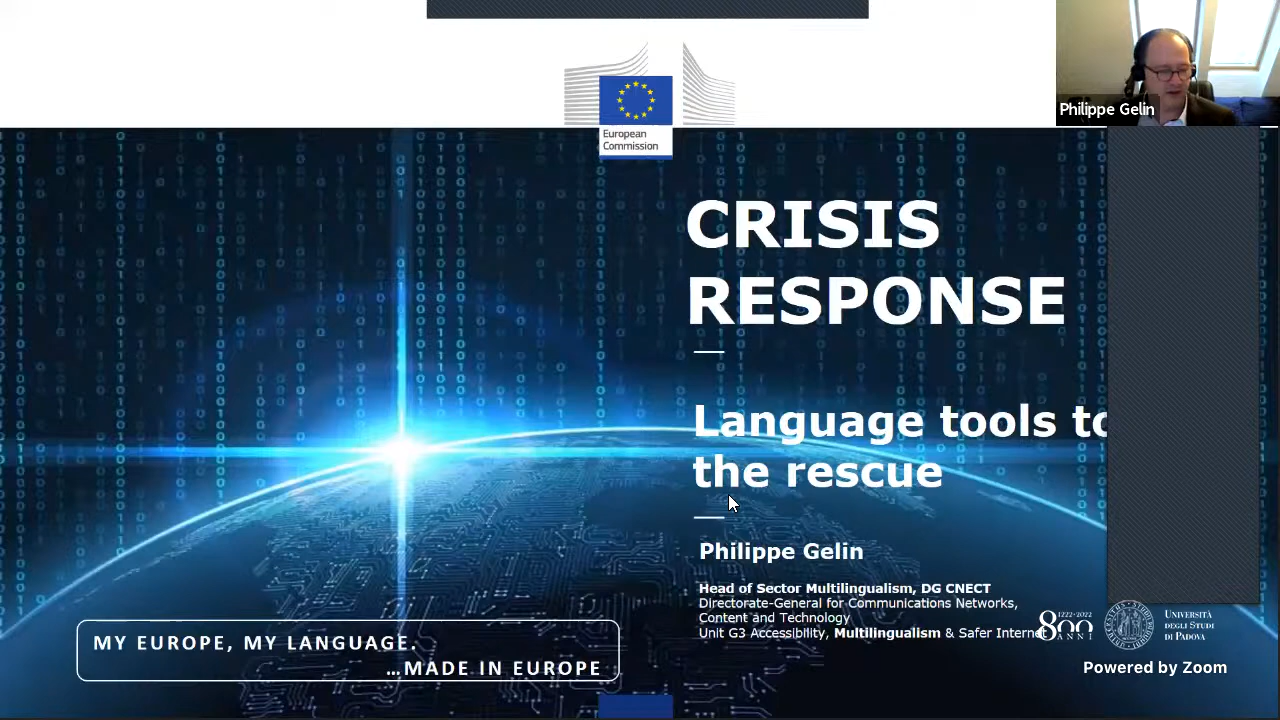 Philippe Gelin
European
Commission
CRISIS
RESPONSE
Language tools to
the rescue
Philippe Gelin
Head of Sector Multilingualism, DG CNECT
Directorate-General for Communications Networks,
Content and Technology
Unit G3 Accessibility, Multilingualism & Safer Internet
MY EUROPE, MY LANGUAGE.
...MADE IN EUROPE
1222·2022
800
ANNI
UNIVERSITÀ
DEGLI STUDI
DI PADOVA
Powered by Zoom